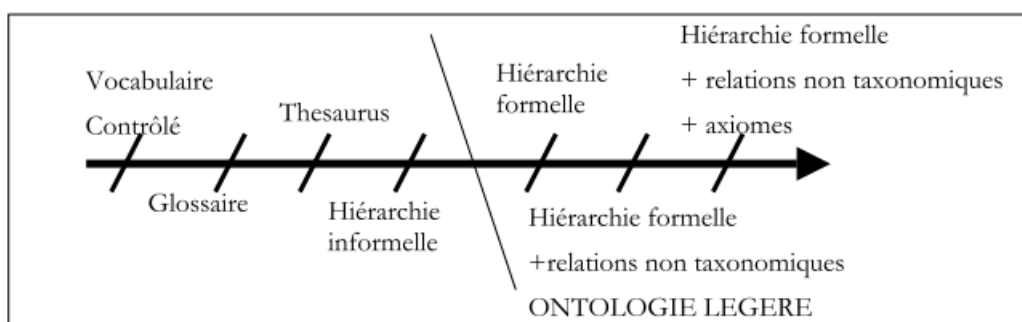 Vocabulaire
Contrôlé
Glossaire
Thesaurus
Hiérarchie
informelle
Hiérarchie
formelle
Hiérarchie formelle
+relations non taxonomiques
ONTOLOGIE LEGERE
Hiérarchie formelle
+ relations non taxonomiques
+ axiomes